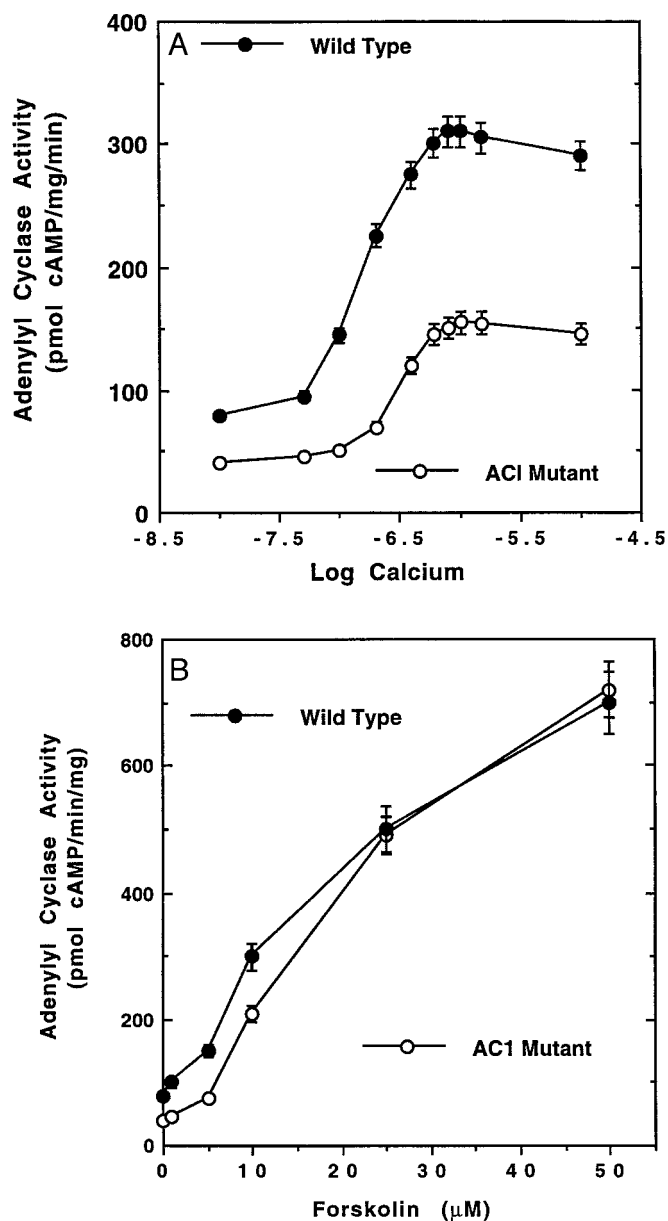 A
Wild Type
ACI Mutant
400
300
200
100
0
-8.5 -7.5 -6.5 -5.5 -4.5
Log Calcium
Adenylyl Cyclase Activity
(pmol cAMP/mg/min)
B
Wild Type
AC1 Mutant
800
600
400
200
0
0 10 20 30 40 50
Forskolin (μM)
Adenylyl Cyclase Activity
(pmol cAMP/min/mg)